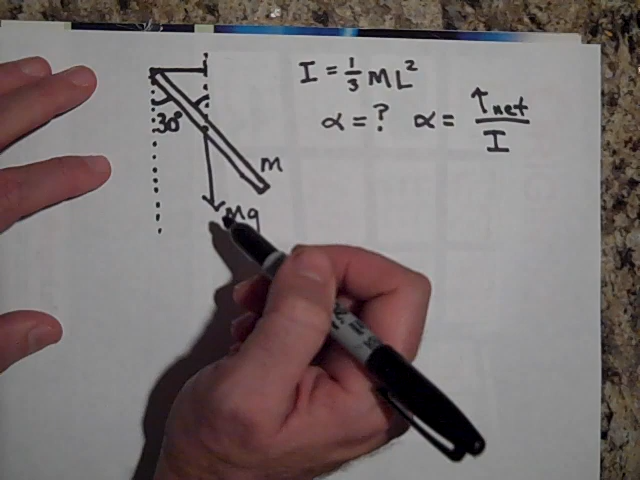 I = 1/3 ML²
α = ? α = τnet / I
30°
m
Mg